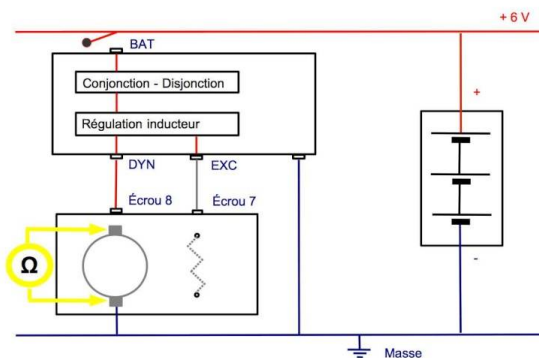 + 6 V
BAT
Conjonction - Disjonction
Régulation inducteur
DYN
EXC
Écrou 8
Écrou 7
Ω
+
-
Masse